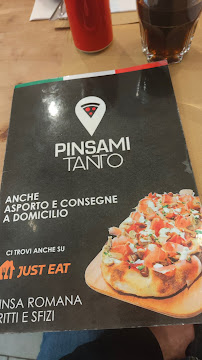 PINSAMI
TANTO
ANCHE
ASPORTO E CONSEGNE
A DOMICILIO
CI TROVI ANCHE SU
JUST EAT
INSA ROMANA
RITTI E SFIZI